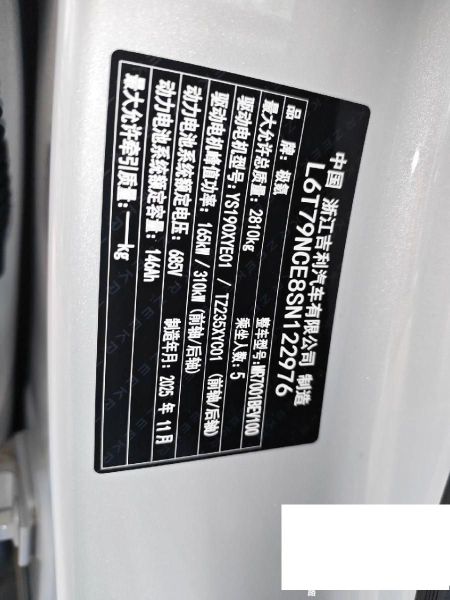 中国 浙江吉利汽车有限公司 制造
L6T79NCE8SN122976
品 牌: 极氪 整车型号: MR7001BEV100
最大允许总质量: 2810kg 乘坐人数: 5
驱动电机型号: YS190XYE01 / TZ235XYC01 (前轴/后轴)
驱动电机峰值功率: 165kW / 310kW (前轴/后轴)
动力电池系统额定电压: 685V 制造年月: 2025 年 11 月
动力电池系统额定容量: 146Ah
最大允许牵引质量: —kg